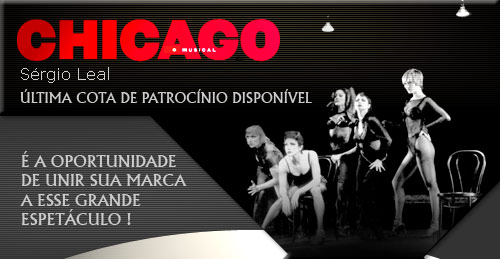 CHICAGO
O MUSICAL
Sérgio Leal
ÚLTIMA COTA DE PATROCÍNIO DISPONÍVEL
É A OPORTUNIDADE
DE UNIR SUA MARCA
A ESSE GRANDE
ESPETÁCULO !